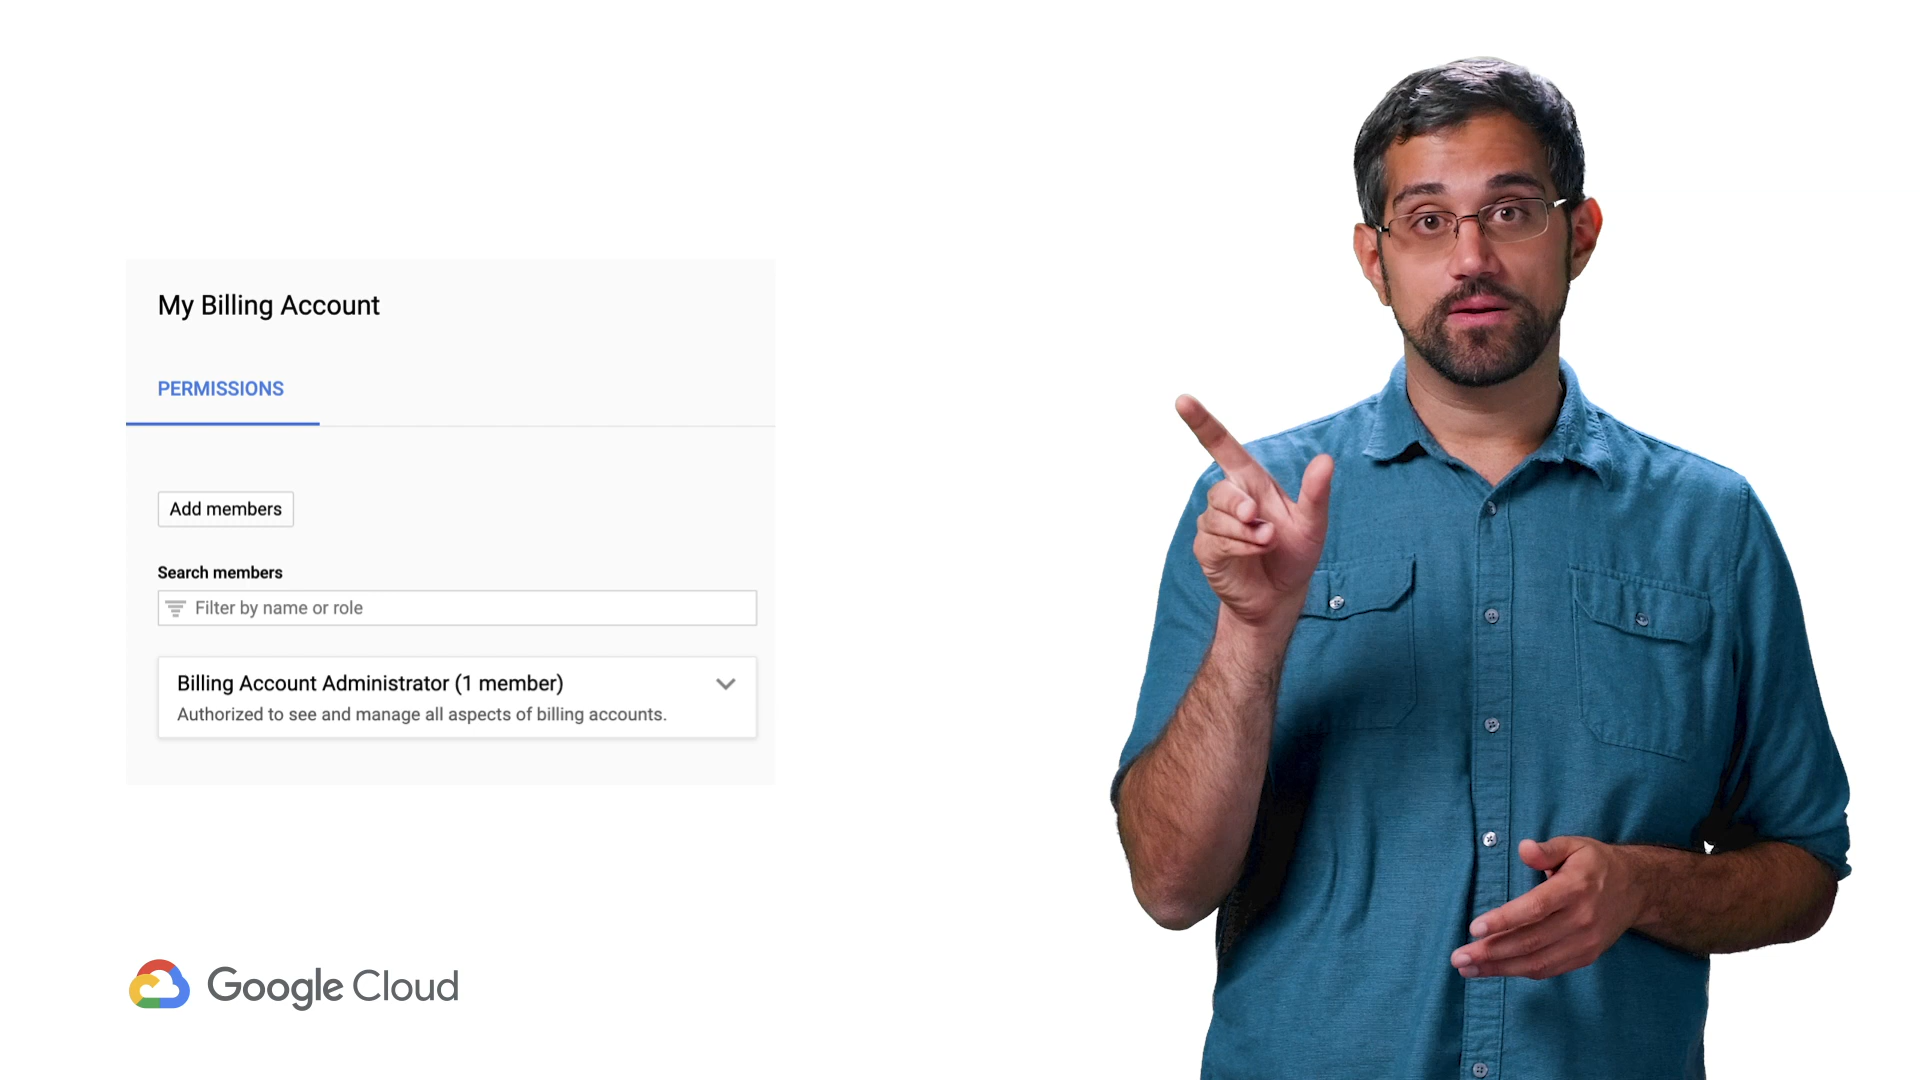 My Billing Account
PERMISSIONS
Add members
Search members
Filter by name or role
Billing Account Administrator (1 member)
Authorized to see and manage all aspects of billing accounts.
Google Cloud